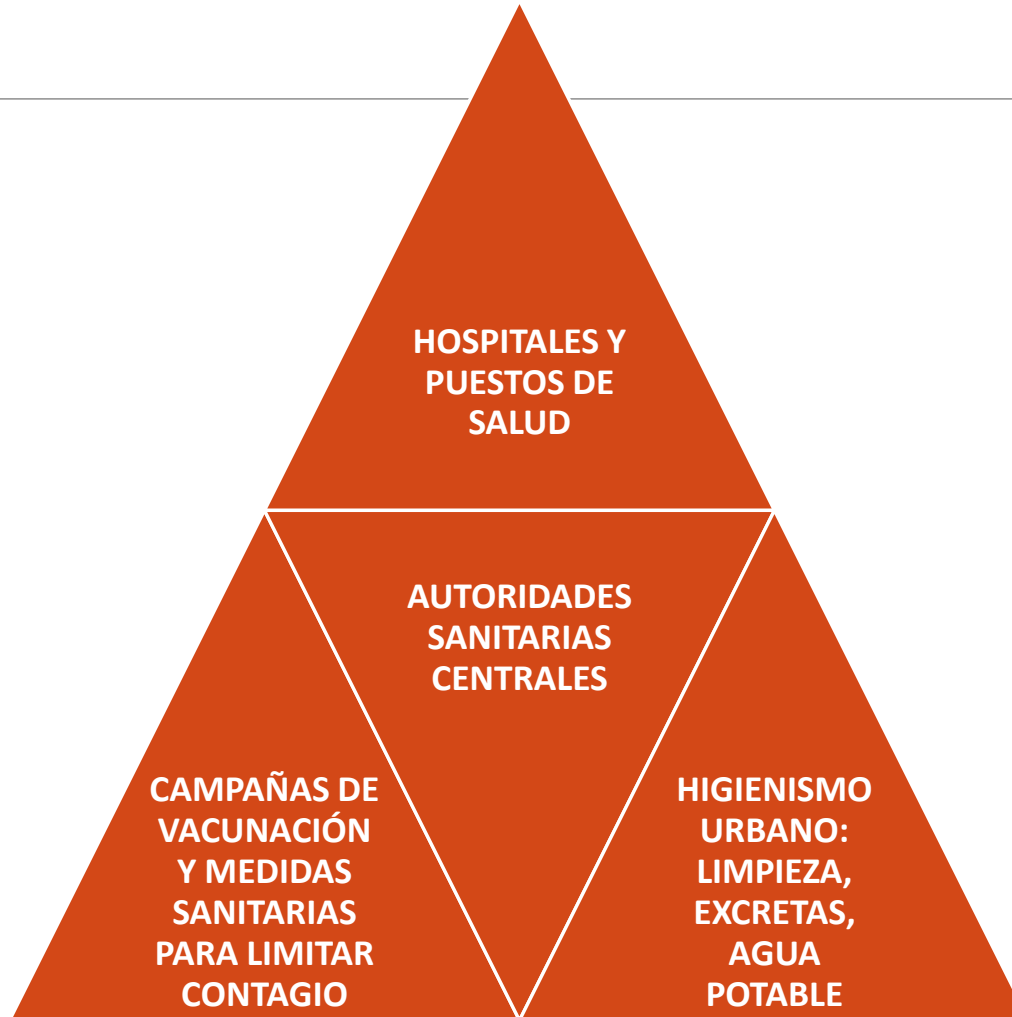 HOSPITALES Y
PUESTOS DE
SALUD
AUTORIDADES
SANITARIAS
CENTRALES
CAMPAÑAS DE
VACUNACIÓN
Y MEDIDAS
SANITARIAS
PARA LIMITAR
CONTAGIO
HIGIENISMO
URBANO:
LIMPIEZA,
EXCRETAS,
AGUA
POTABLE